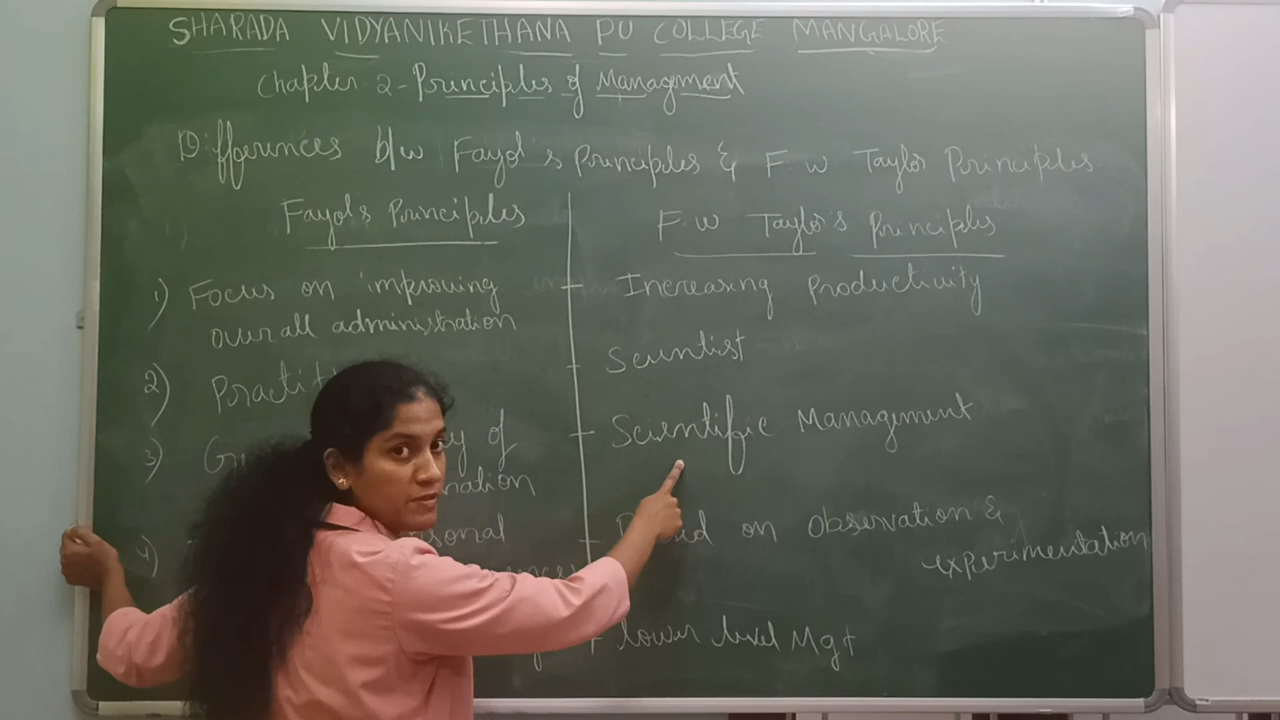 SHARADA VIDYANIKETHANA PU COLLEGE MANGALORE
Chapter 2 - Principles of Management
Differences b/w Fayol's Principles & F.W Taylor Principles
Fayol's Principles
F.W Taylor's Principles
1) Focus on improving
overall administration
Increasing Productivity
2)
Scientist
3) of
Scientific Management
4)
on Observation &
experimentation
lower level Mgt